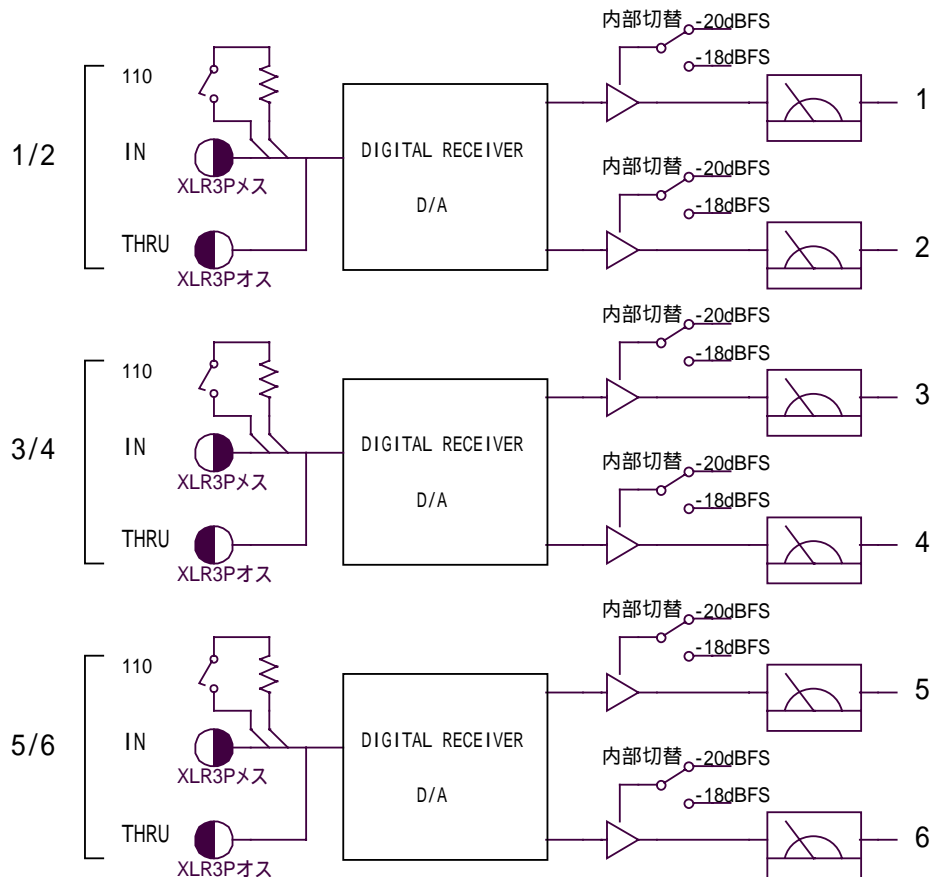 内部切替 -20dBFS
-18dBFS
110
1
1/2
IN
DIGITAL RECEIVER
D/A
XLR3Pメス
内部切替 -20dBFS
-18dBFS
THRU
2
XLR3Pオス
内部切替 -20dBFS
-18dBFS
110
3
3/4
IN
DIGITAL RECEIVER
D/A
XLR3Pメス
内部切替 -20dBFS
-18dBFS
THRU
4
XLR3Pオス
内部切替 -20dBFS
-18dBFS
110
5
5/6
IN
DIGITAL RECEIVER
D/A
XLR3Pメス
内部切替 -20dBFS
-18dBFS
THRU
6
XLR3Pオス